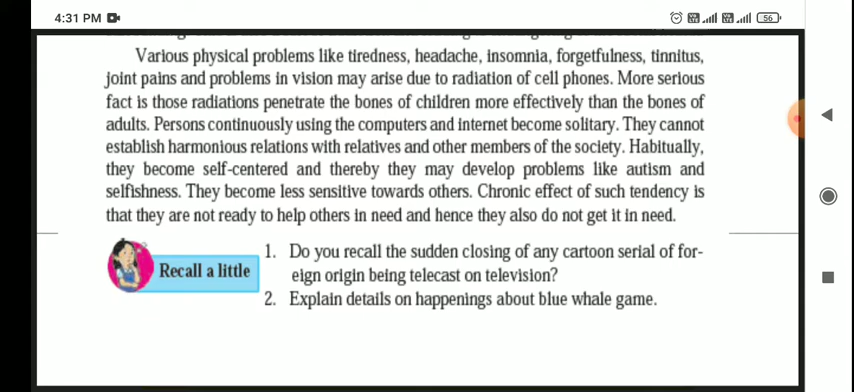 4:31 PM
56
Various physical problems like tiredness, headache, insomnia, forgetfulness, tinnitus,
joint pains and problems in vision may arise due to radiation of cell phones. More serious
fact is those radiations penetrate the bones of children more effectively than the bones of
adults. Persons continuously using the computers and internet become solitary. They cannot
establish harmonious relations with relatives and other members of the society. Habitually,
they become self-centered and thereby they may develop problems like autism and
selfishness. They become less sensitive towards others. Chronic effect of such tendency is
that they are not ready to help others in need and hence they also do not get it in need.
Recall a little
1. Do you recall the sudden closing of any cartoon serial of for-
eign origin being telecast on television?
2. Explain details on happenings about blue whale game.